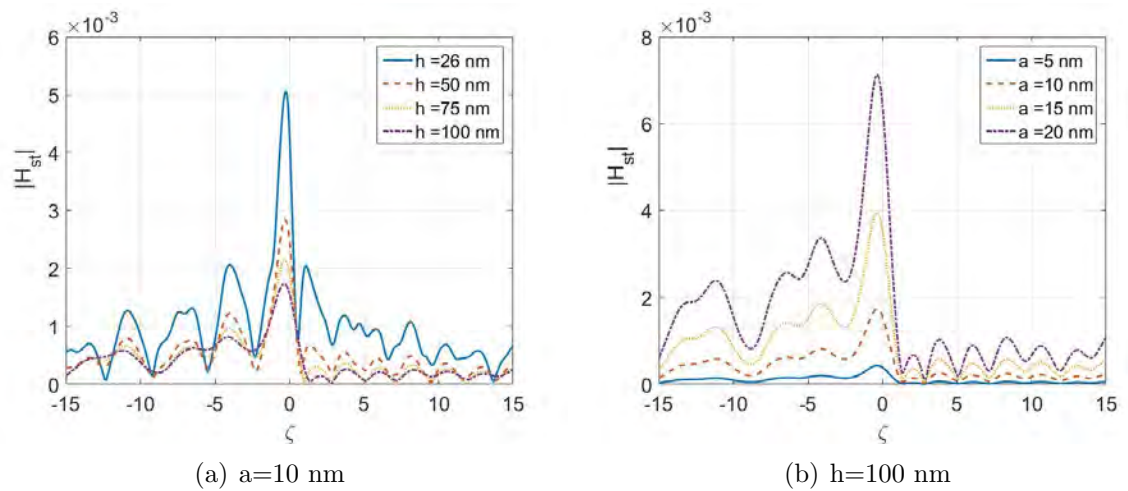 ×10⁻³
6
5
4
3
2
1
0
|H_st|
-15 -10 -5 0 5 10 15
ζ
h =26 nm
h =50 nm
h =75 nm
h =100 nm
(a) a=10 nm
×10⁻³
8
6
4
2
0
|H_st|
-15 -10 -5 0 5 10 15
ζ
a =5 nm
a =10 nm
a =15 nm
a =20 nm
(b) h=100 nm